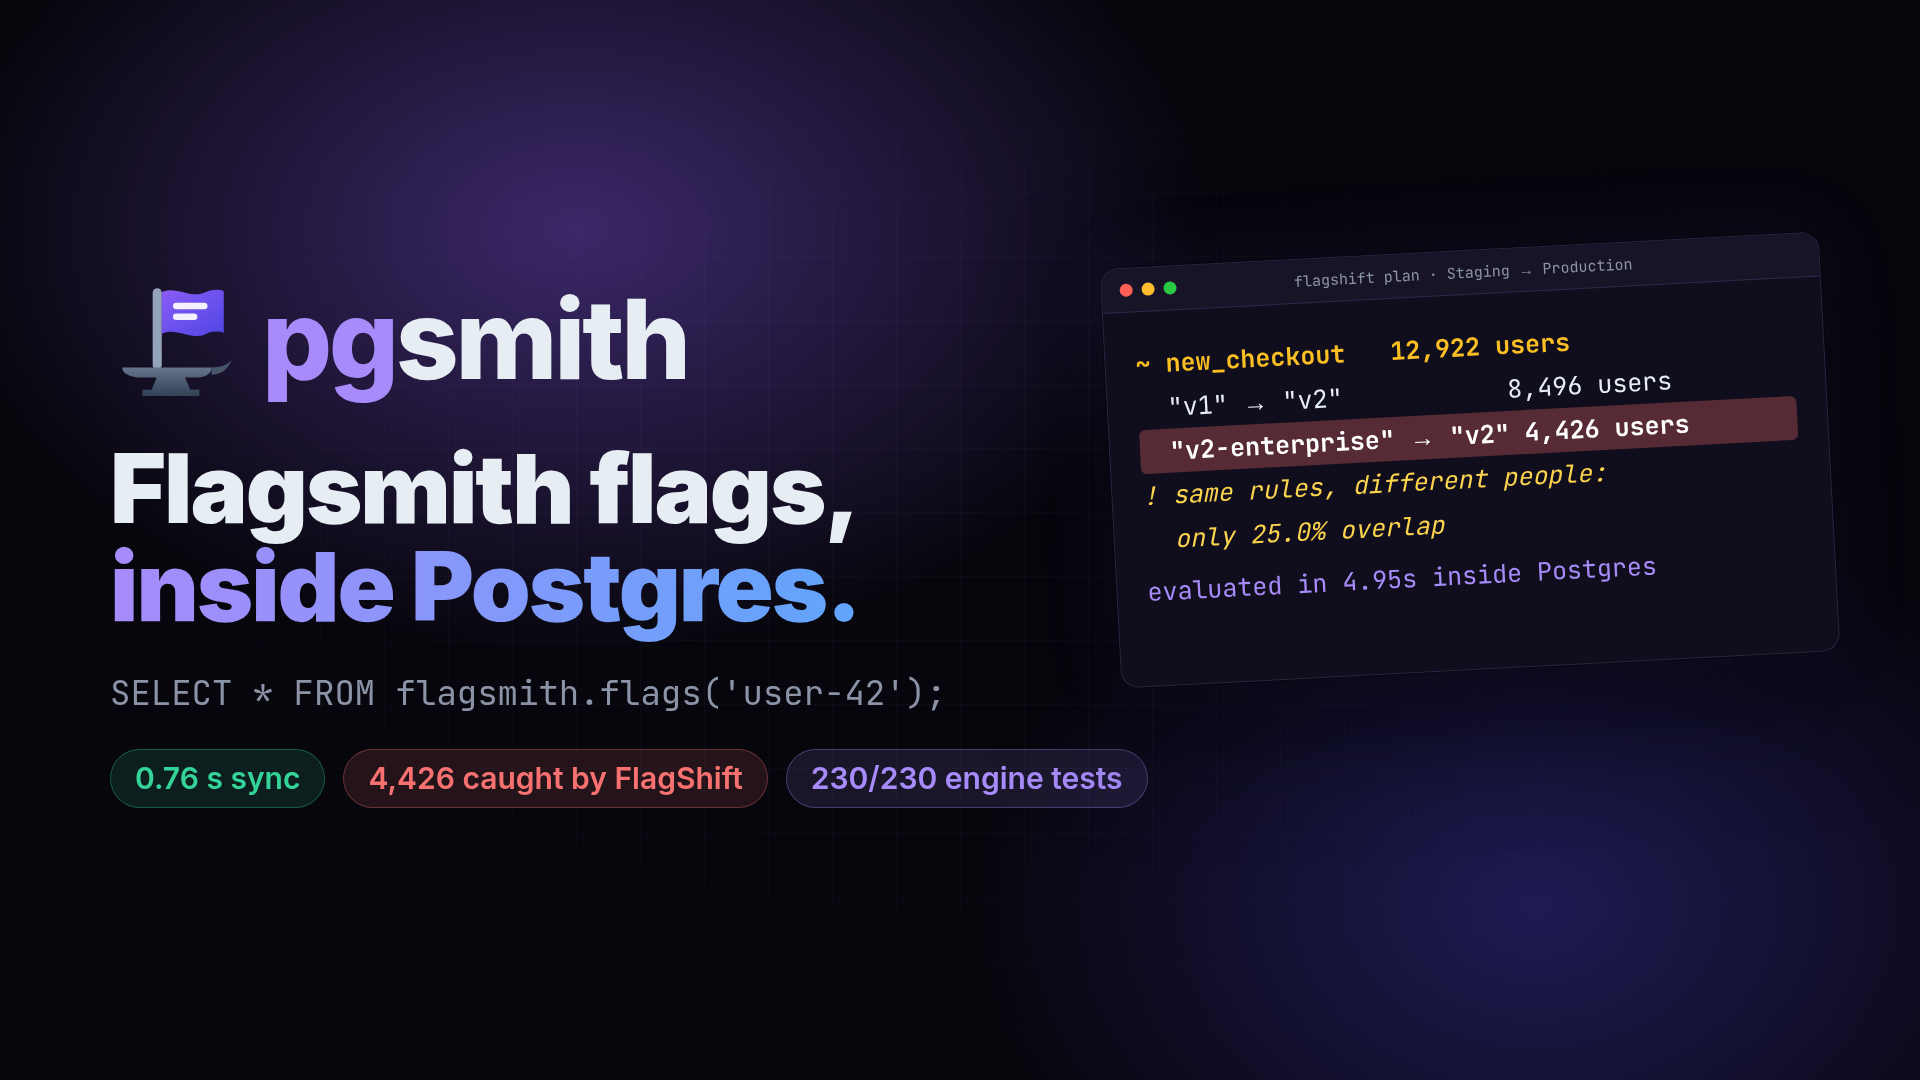 pgsmith
Flagsmith flags,
inside Postgres.
SELECT * FROM flagsmith.flags('user-42');
0.76 s sync
4,426 caught by FlagShift
230/230 engine tests
flagshift plan · Staging → Production
~ new_checkout 12,922 users
"v1" → "v2" 8,496 users
"v2-enterprise" → "v2" 4,426 users
! same rules, different people:
only 25.0% overlap
evaluated in 4.95s inside Postgres